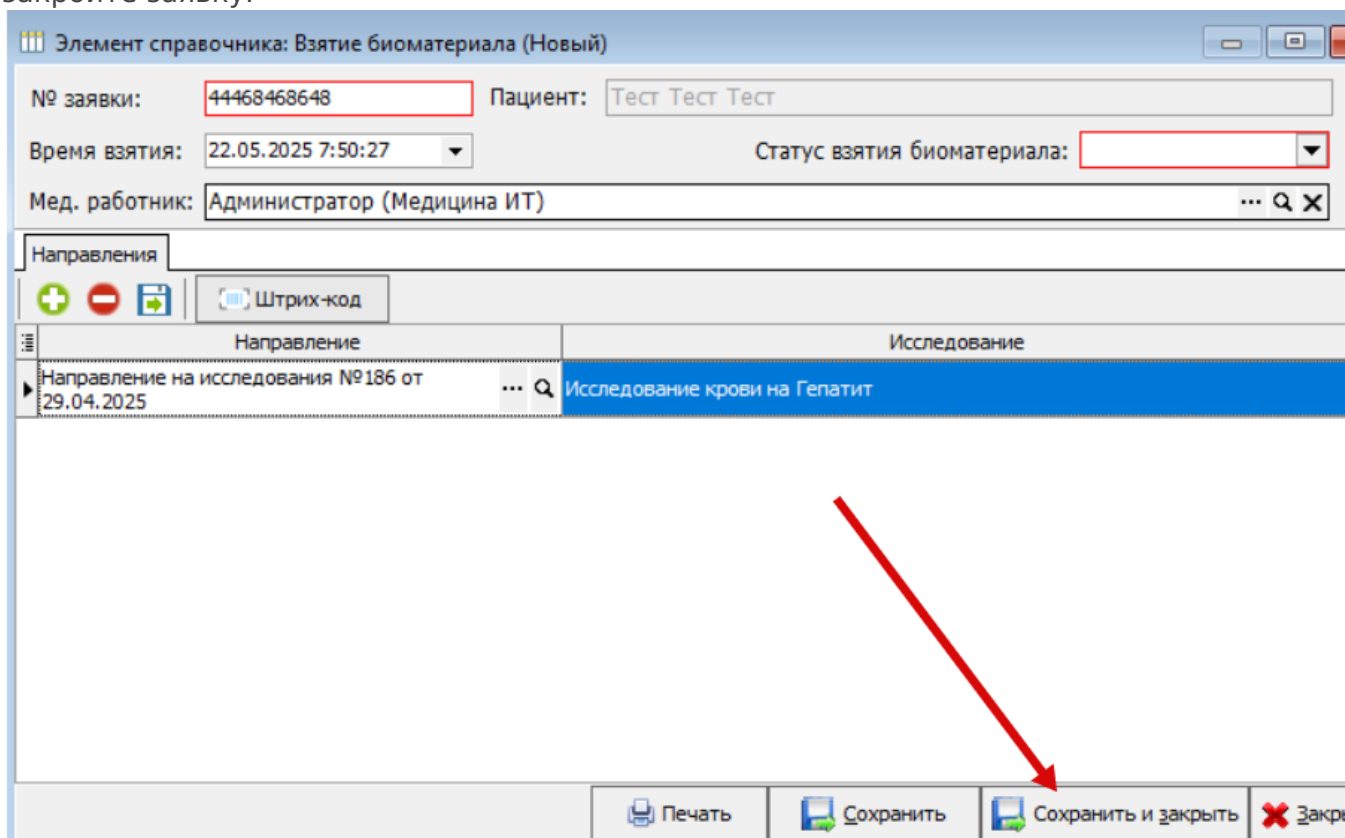 закройте заявку.
Элемент справочника: Взятие биоматериала (Новый)
№ заявки: 44468468648 Пациент: Тест Тест Тест
Время взятия: 22.05.2025 7:50:27 Статус взятия биоматериала:
Мед. работник: Администратор (Медицина ИТ)
Направления
Штрих-код
Направление Исследование
Направление на исследования №186 от
29.04.2025
Исследование крови на Гепатит
Печать Сохранить Сохранить и закрыть